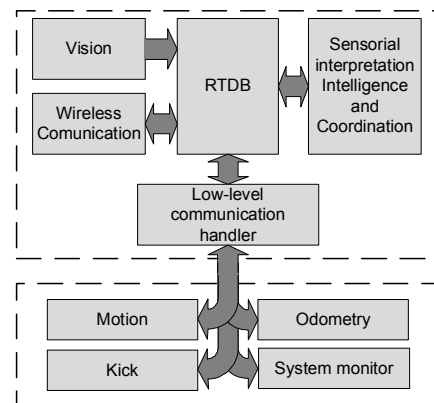 Vision
Wireless
Comunication
RTDB
Sensorial
interpretation
Intelligence
and
Coordination
Low-level
communication
handler
Motion
Odometry
Kick
System monitor